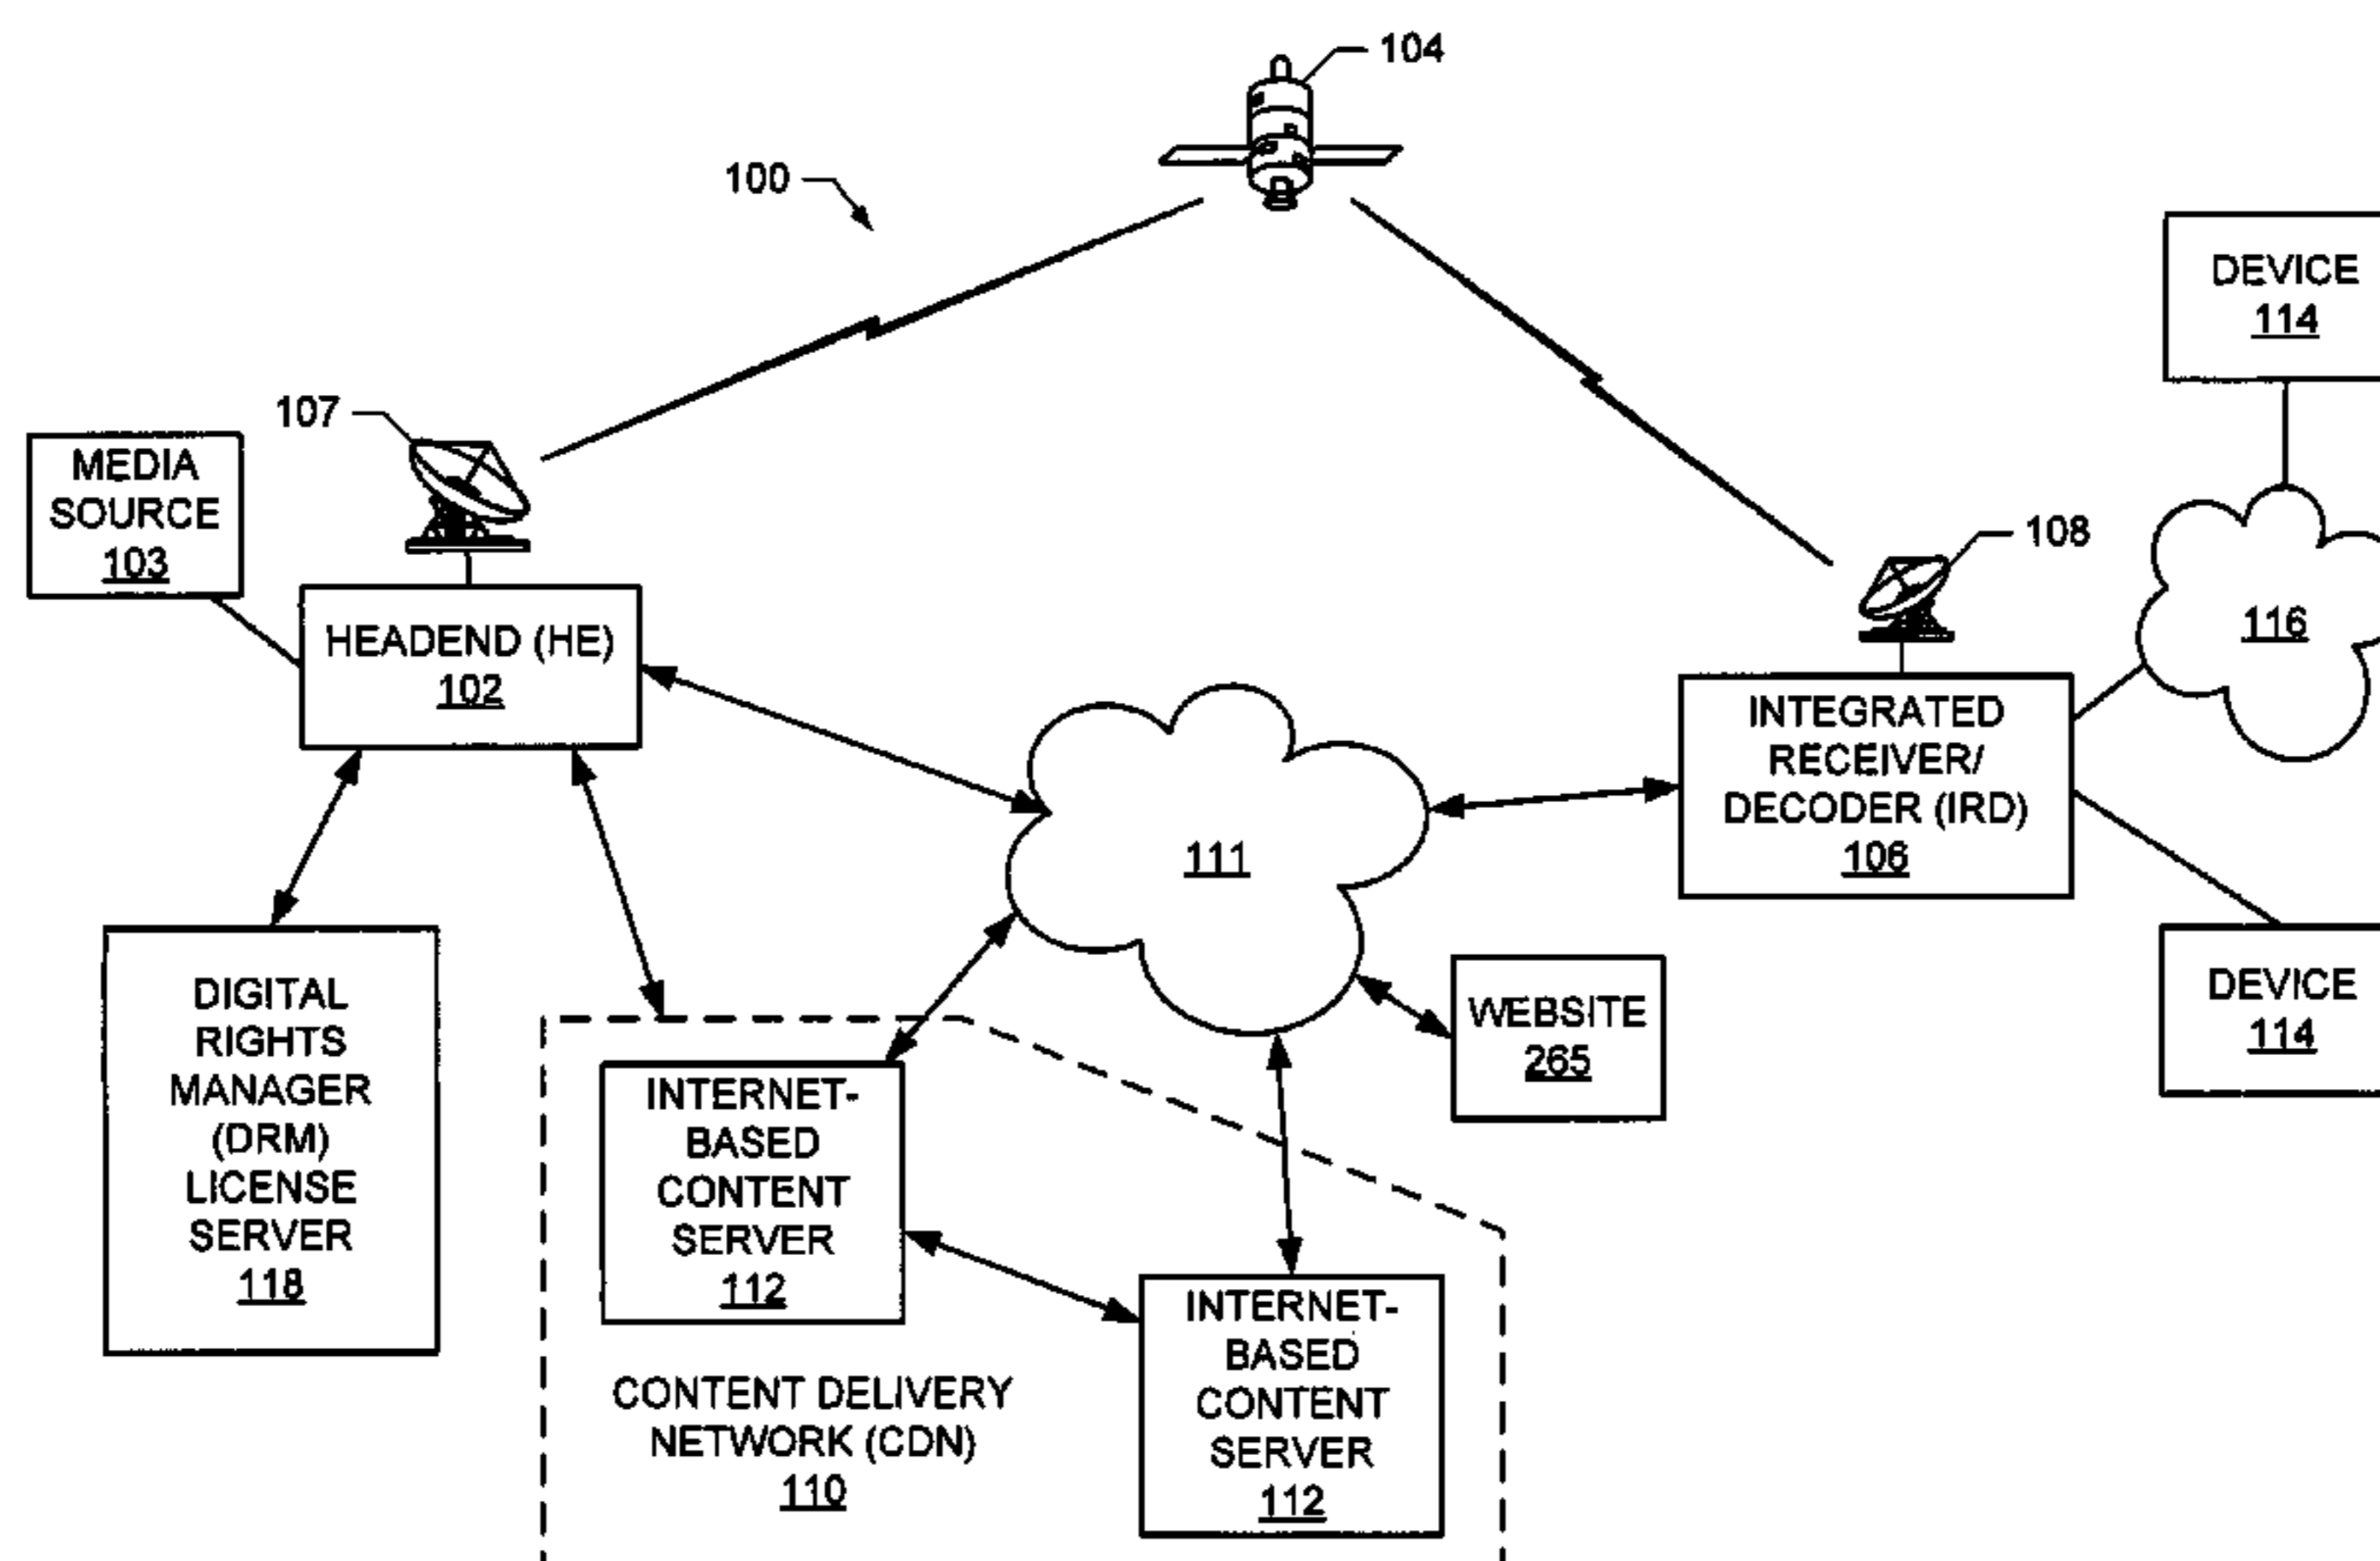 104
100
DEVICE
114
107
MEDIA
SOURCE
103
108
116
HEADEND (HE)
102
INTEGRATED
RECEIVER/
DECODER (IRD)
106
111
DIGITAL
RIGHTS
MANAGER
(DRM)
LICENSE
SERVER
118
WEBSITE
265
DEVICE
114
INTERNET-
BASED
CONTENT
SERVER
112
INTERNET-
BASED
CONTENT
SERVER
112
CONTENT DELIVERY
NETWORK (CDN)
110